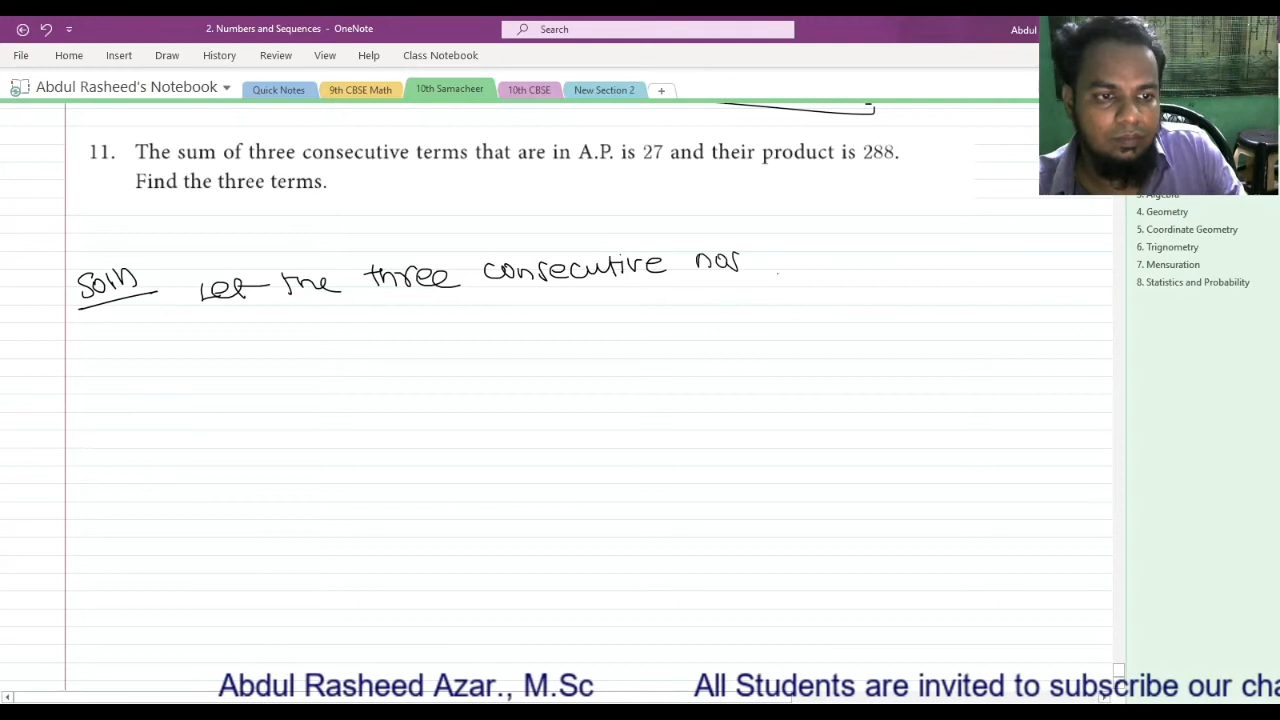 2. Numbers and Sequences - OneNote
Search
Abdul
File Home Insert Draw History Review View Help Class Notebook
Abdul Rasheed's Notebook
Quick Notes 9th CBSE Math 10th Samacheer 10th CBSE New Section 2 +
11. The sum of three consecutive terms that are in A.P. is 27 and their product is 288.
Find the three terms.
3. Algebra
4. Geometry
5. Coordinate Geometry
6. Trignometry
7. Mensuration
8. Statistics and Probability
Soln Let the three consecutive nos
Abdul Rasheed Azar., M.Sc All Students are invited to subscribe our cha